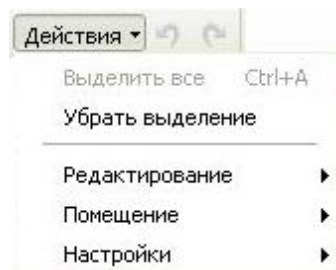 Действия
Выделить все Ctrl+A
Убрать выделение
Редактирование
Помещение
Настройки